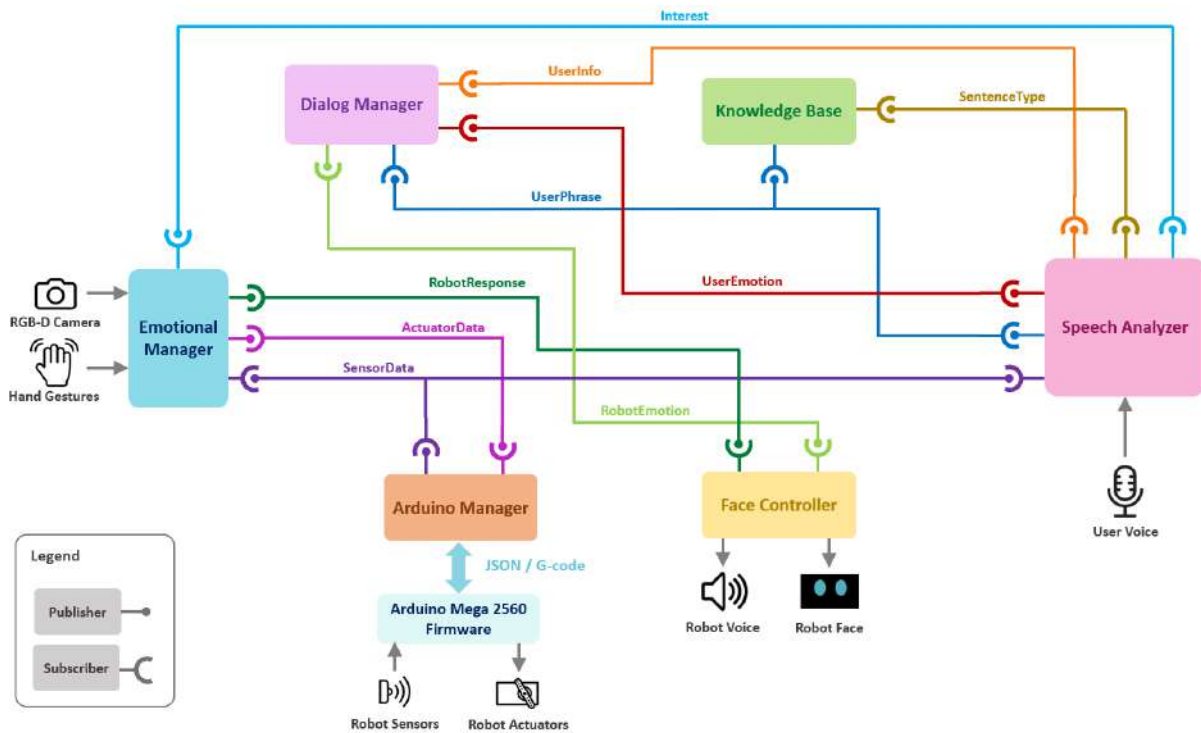 Interest
UserInfo
Dialog Manager
Knowledge Base
SentenceType
UserPhrase
RobotResponse
UserEmotion
RGB-D Camera
Emotional
Manager
ActuatorData
Speech Analyzer
Hand Gestures
SensorData
RobotEmotion
Arduino Manager
Face Controller
User Voice
Legend
JSON / G-code
Publisher
Arduino Mega 2560
Firmware
Robot Voice
Robot Face
Subscriber
Robot Sensors
Robot Actuators